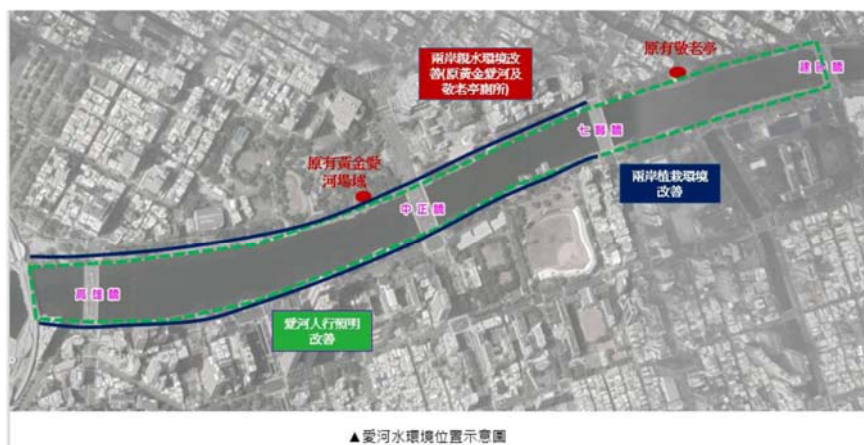 兩岸親水環境改
善(原黃金愛河及
敬老亭廁所)
原有敬老亭
建國橋
七賢橋
原有黃金愛
河場域
中正橋
兩岸植栽環境
改善
高雄橋
愛河人行照明
改善
▲愛河水環境位置示意圖